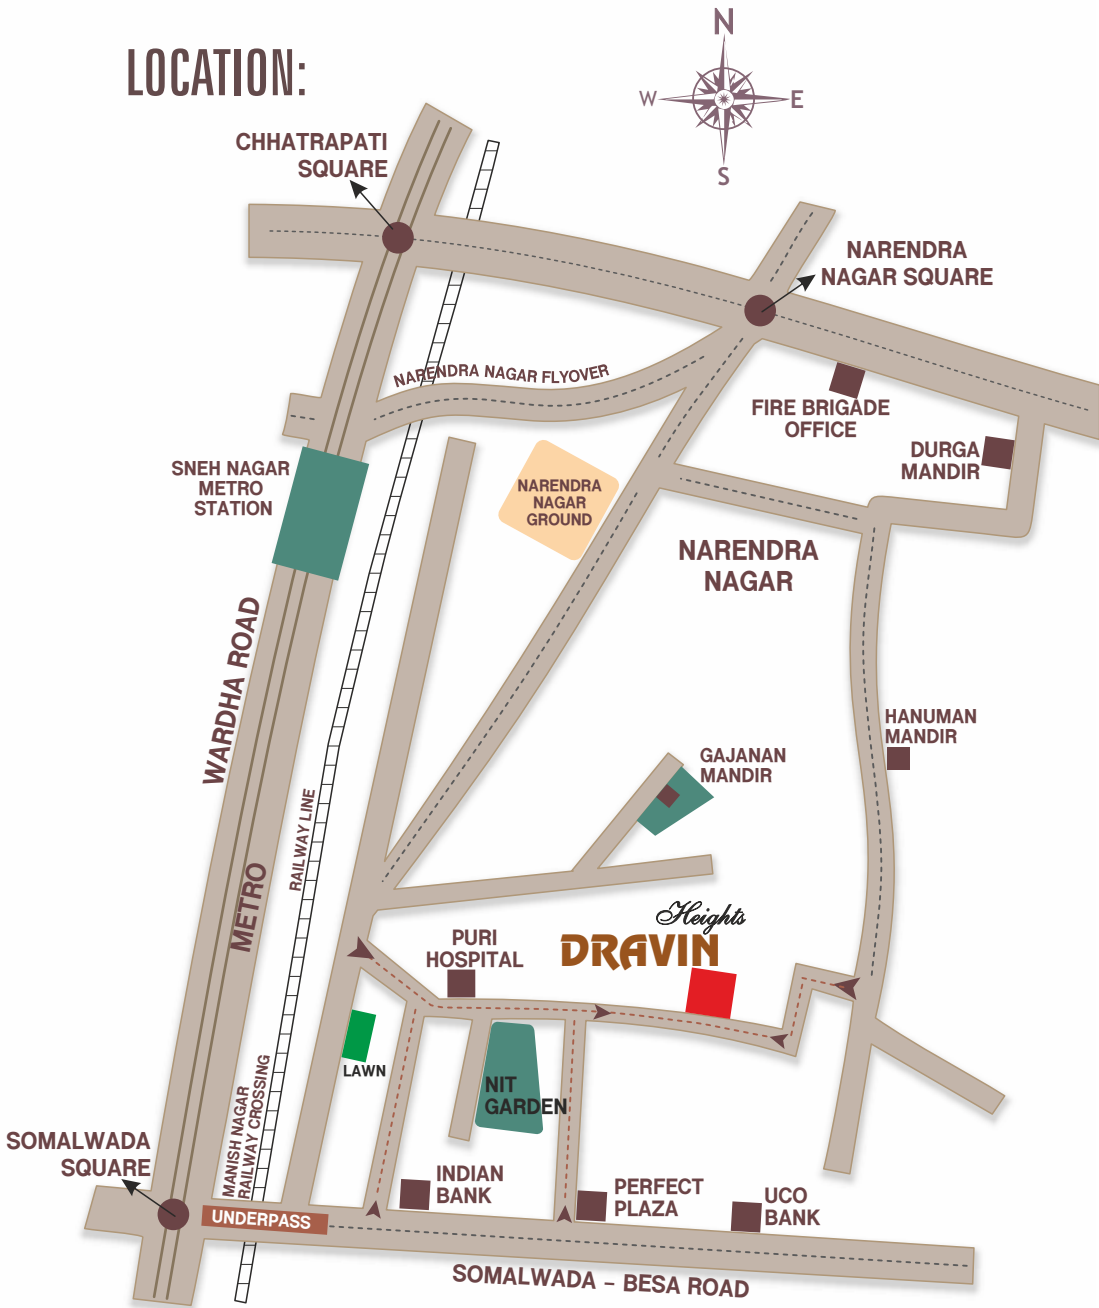 LOCATION:
N
W
E
S
CHHATRAPATI
SQUARE
NARENDRA
NAGAR SQUARE
NARENDRA NAGAR FLYOVER
FIRE BRIGADE
OFFICE
DURGA
MANDIR
SNEH NAGAR
METRO
STATION
NARENDRA
NAGAR
GROUND
NARENDRA
NAGAR
WARDHA ROAD
HANUMAN
MANDIR
GAJANAN
MANDIR
RAILWAY LINE
METRO
Heights
DRAVIN
PURI
HOSPITAL
LAWN
NIT
GARDEN
MANISH NAGAR
RAILWAY CROSSING
SOMALWADA
SQUARE
INDIAN
BANK
PERFECT
PLAZA
UCO
BANK
UNDERPASS
SOMALWADA – BESA ROAD